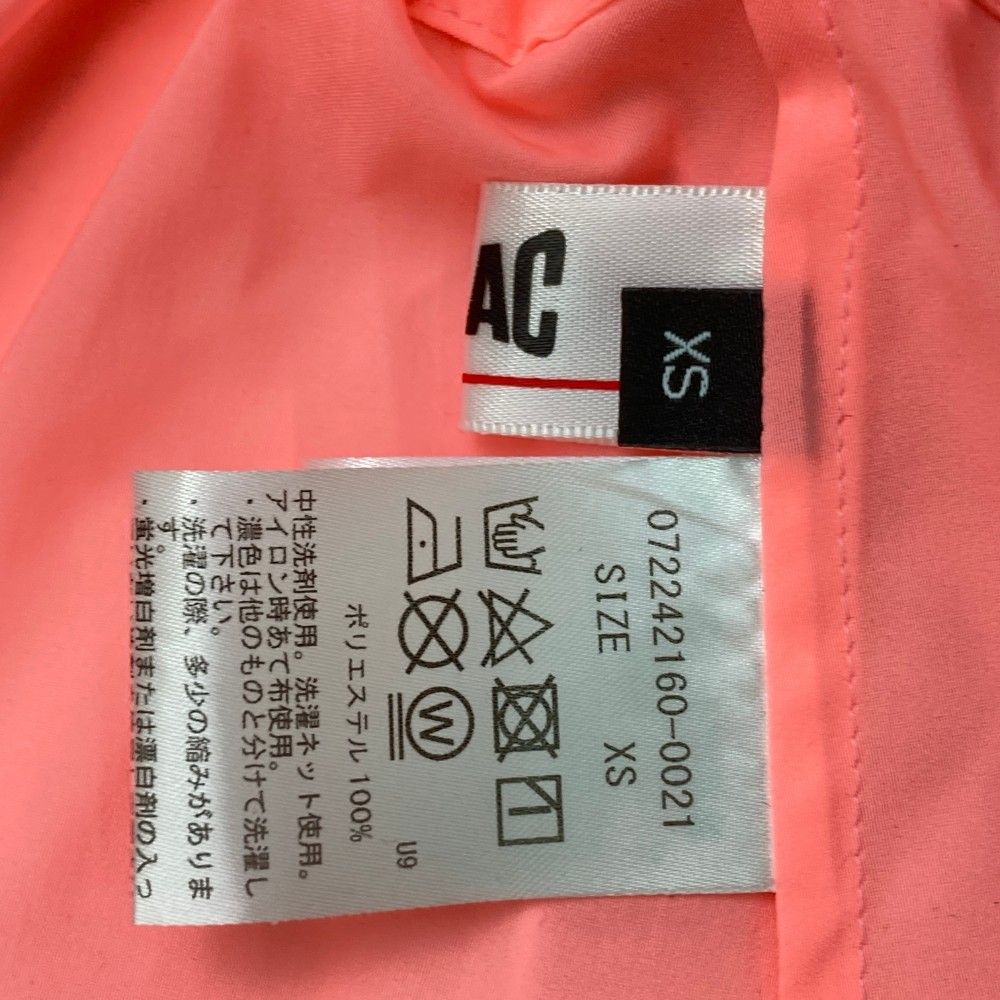 AC
XS
072242160-0021
SIZE XS
W
ポリエステル 100%
U9
中性洗剤使用。洗濯ネット使用。
アイロン時あて布使用。
・濃色は他のものと分けて洗濯し
て下さい。
・洗濯の際、多少の縮みがありま
す。
・蛍光増白剤または漂白剤の入っ